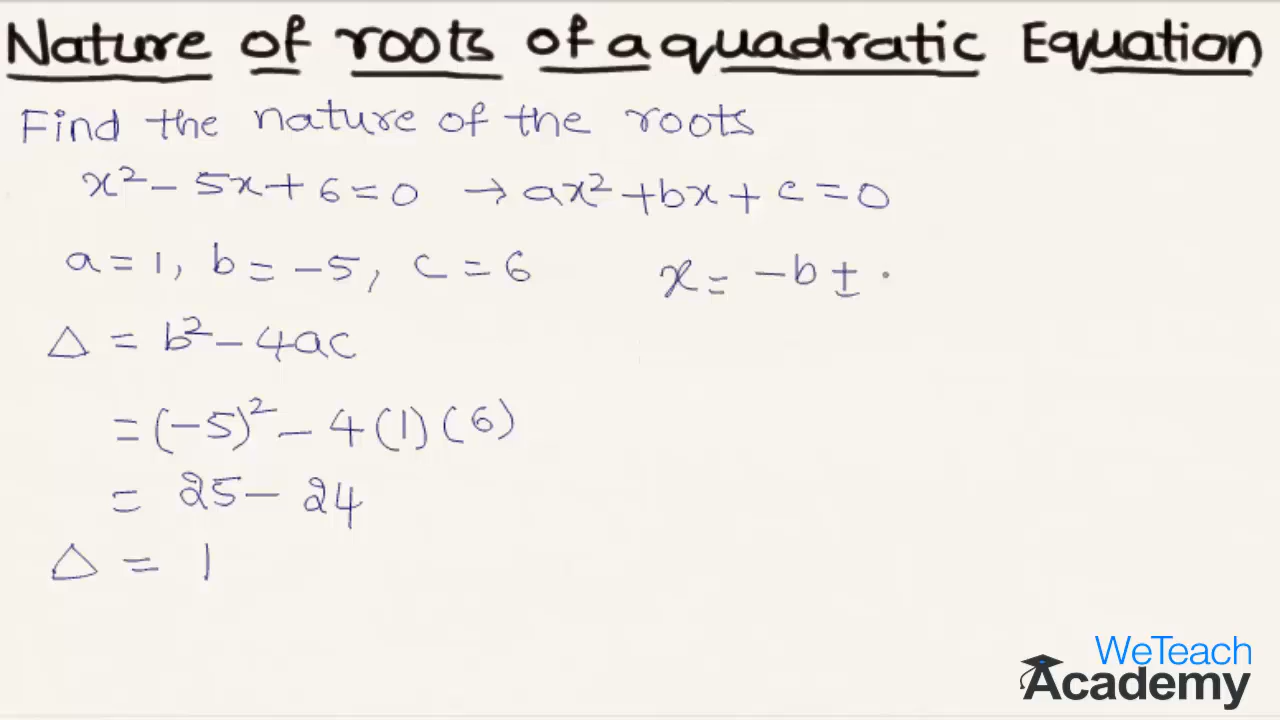 Nature of roots of a quadratic Equation
Find the nature of the roots
x² - 5x + 6 = 0 → ax² + bx + c = 0
a = 1, b = -5, c = 6
x = -b ±
Δ = b² - 4ac
= (-5)² - 4(1)(6)
= 25 - 24
Δ = 1
WeTeach
Academy